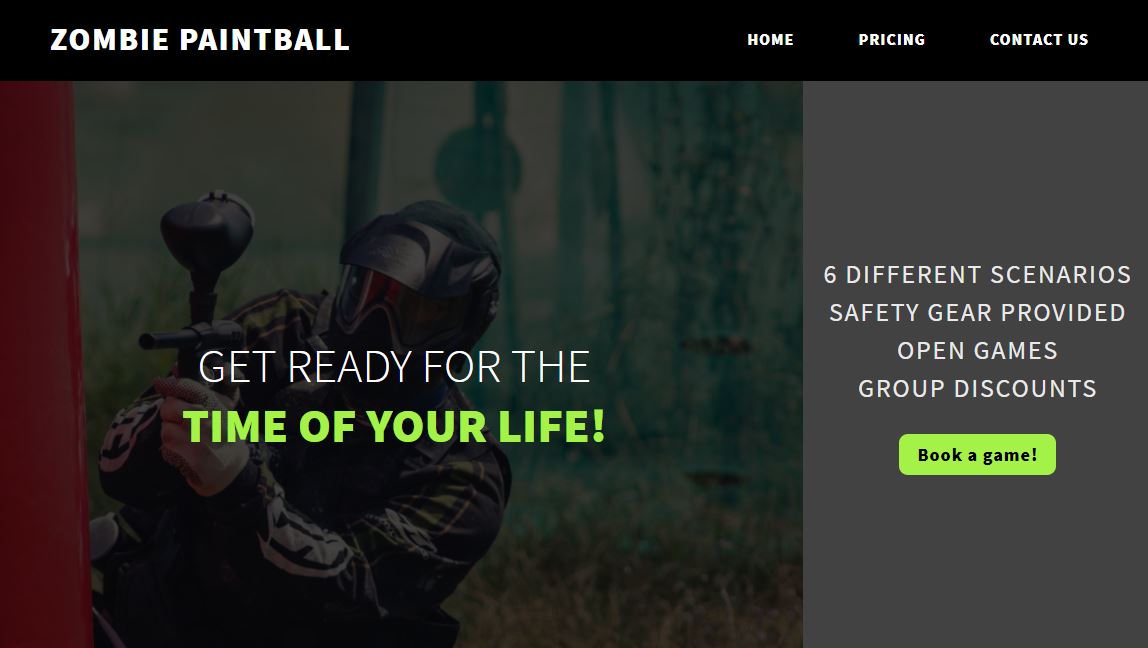 ZOMBIE PAINTBALL
HOME
PRICING
CONTACT US
GET READY FOR THE
TIME OF YOUR LIFE!
6 DIFFERENT SCENARIOS
SAFETY GEAR PROVIDED
OPEN GAMES
GROUP DISCOUNTS
Book a game!